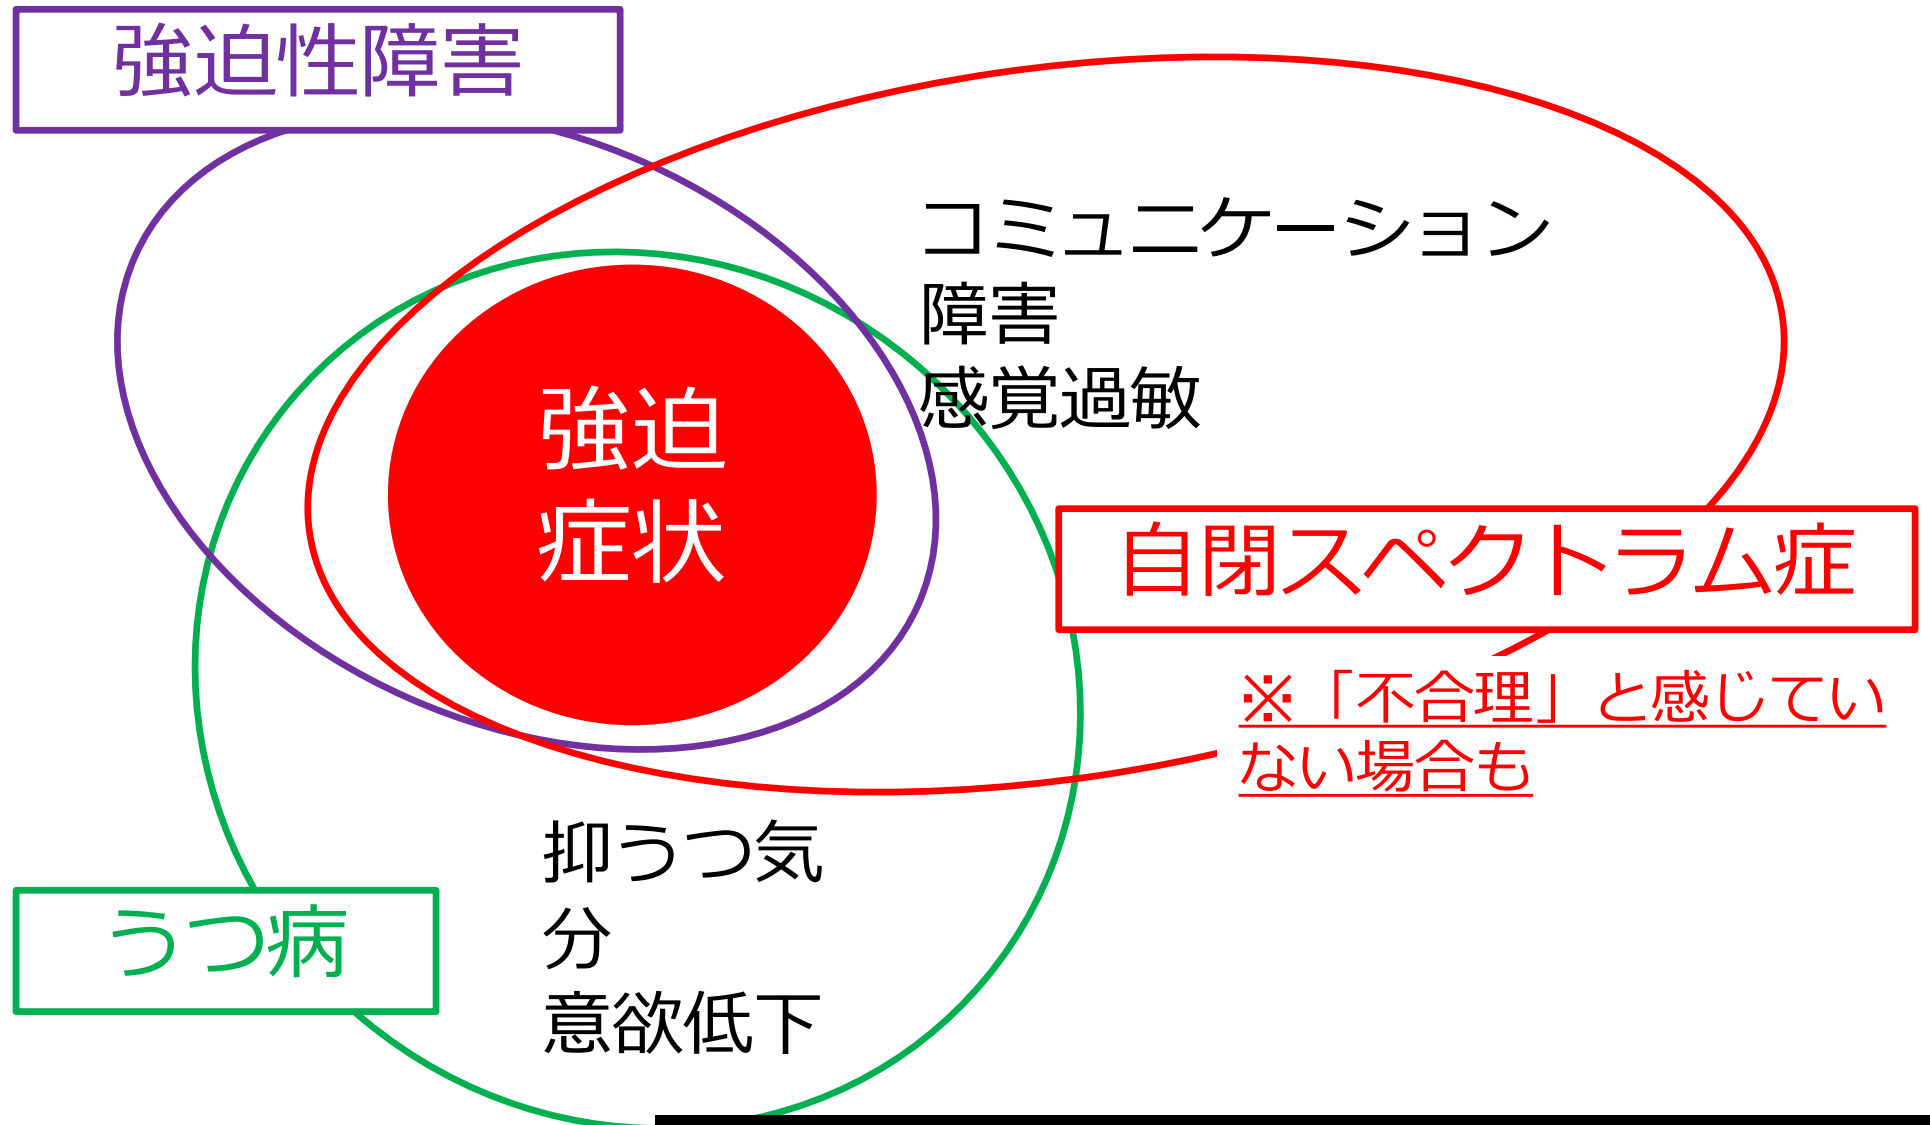 強迫性障害
コミュニケーション
障害
感覚過敏
強迫
症状
自閉スペクトラム症
※「不合理」と感じてい
ない場合も
抑うつ気
分
意欲低下
うつ病